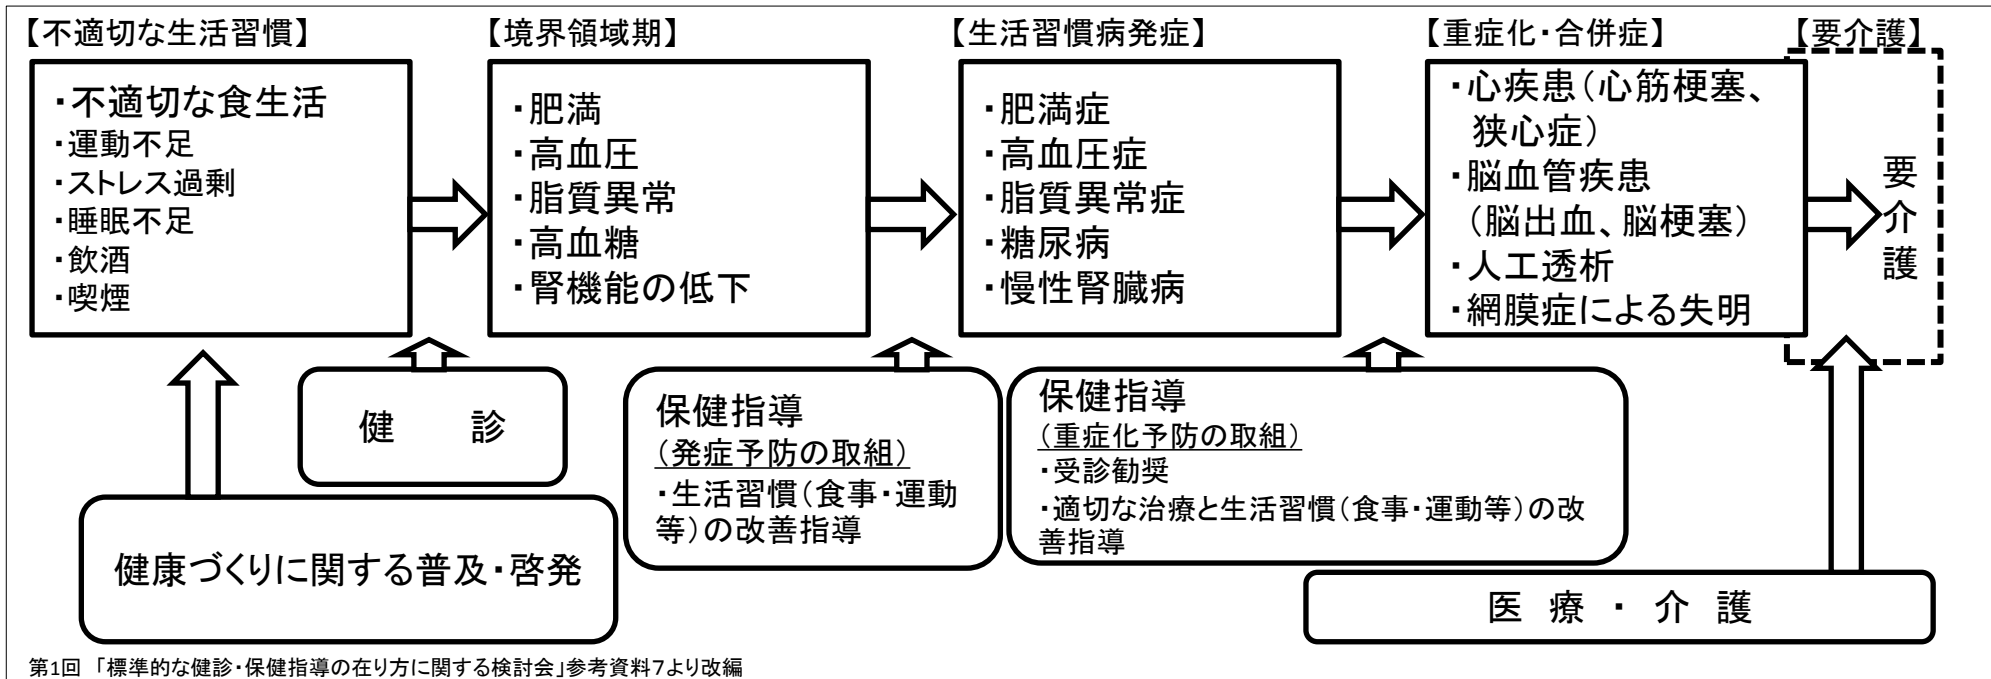 【不適切な生活習慣】
・不適切な食生活
・運動不足
・ストレス過剰
・睡眠不足
・飲酒
・喫煙
【境界領域期】
・肥満
・高血圧
・脂質異常
・高血糖
・腎機能の低下
【生活習慣病発症】
・肥満症
・高血圧症
・脂質異常症
・糖尿病
・慢性腎臓病
【重症化・合併症】
・心疾患（心筋梗塞、
狭心症）
・脳血管疾患
（脳出血、脳梗塞）
・人工透析
・網膜症による失明
【要介護】
要介護
健　診
保健指導
（発症予防の取組）
・生活習慣（食事・運動
等）の改善指導
保健指導
（重症化予防の取組）
・受診勧奨
・適切な治療と生活習慣（食事・運動等）の改
善指導
健康づくりに関する普及・啓発
医 療 ・ 介 護
第1回 「標準的な健診・保健指導の在り方に関する検討会」参考資料7より改編